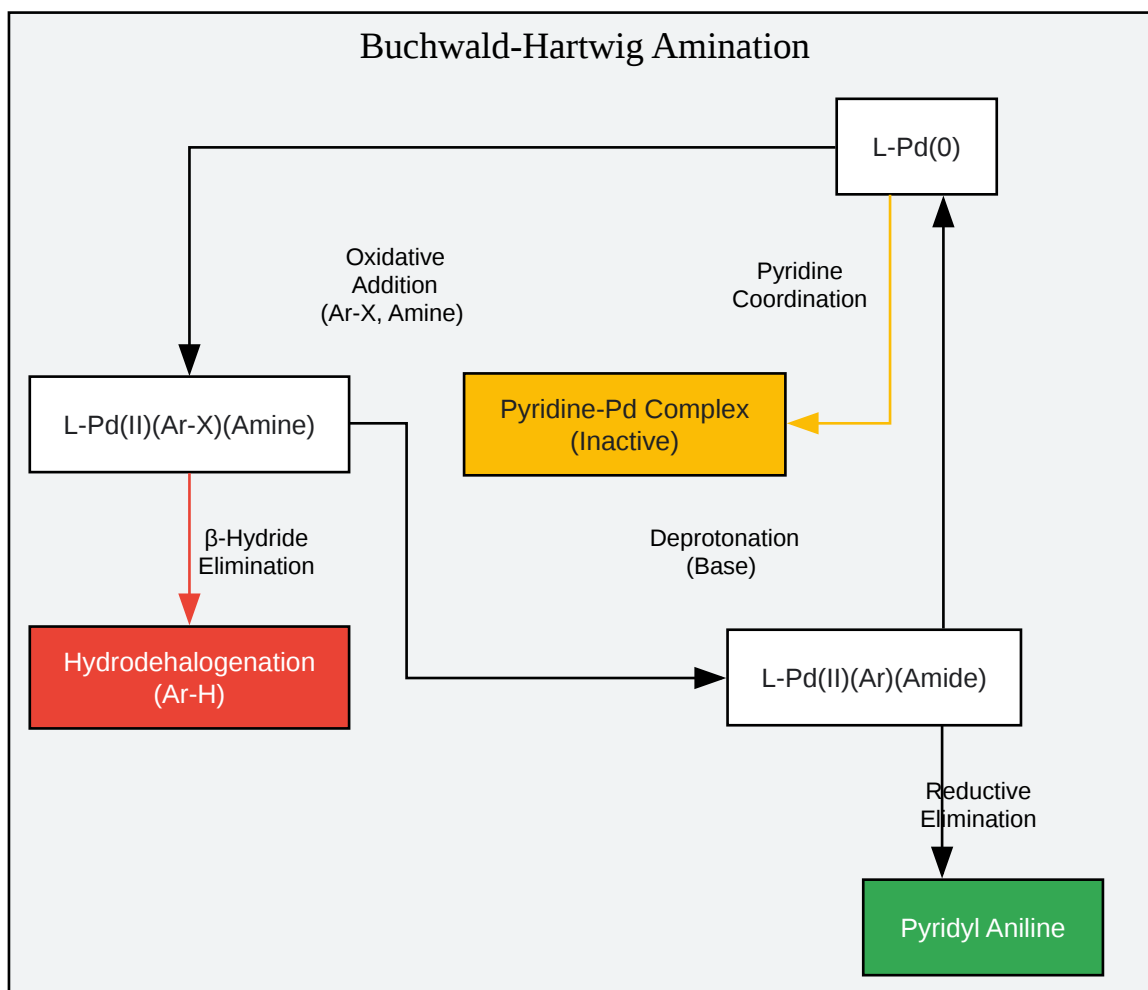 Buchwald-Hartwig Amination
L-Pd(0)
Oxidative
Addition
(Ar-X, Amine)
Pyridine
Coordination
L-Pd(II)(Ar-X)(Amine)
Pyridine-Pd Complex
(Inactive)
β-Hydride
Elimination
Deprotonation
(Base)
Hydrodehalogenation
(Ar-H)
L-Pd(II)(Ar)(Amide)
Reductive
Elimination
Pyridyl Aniline